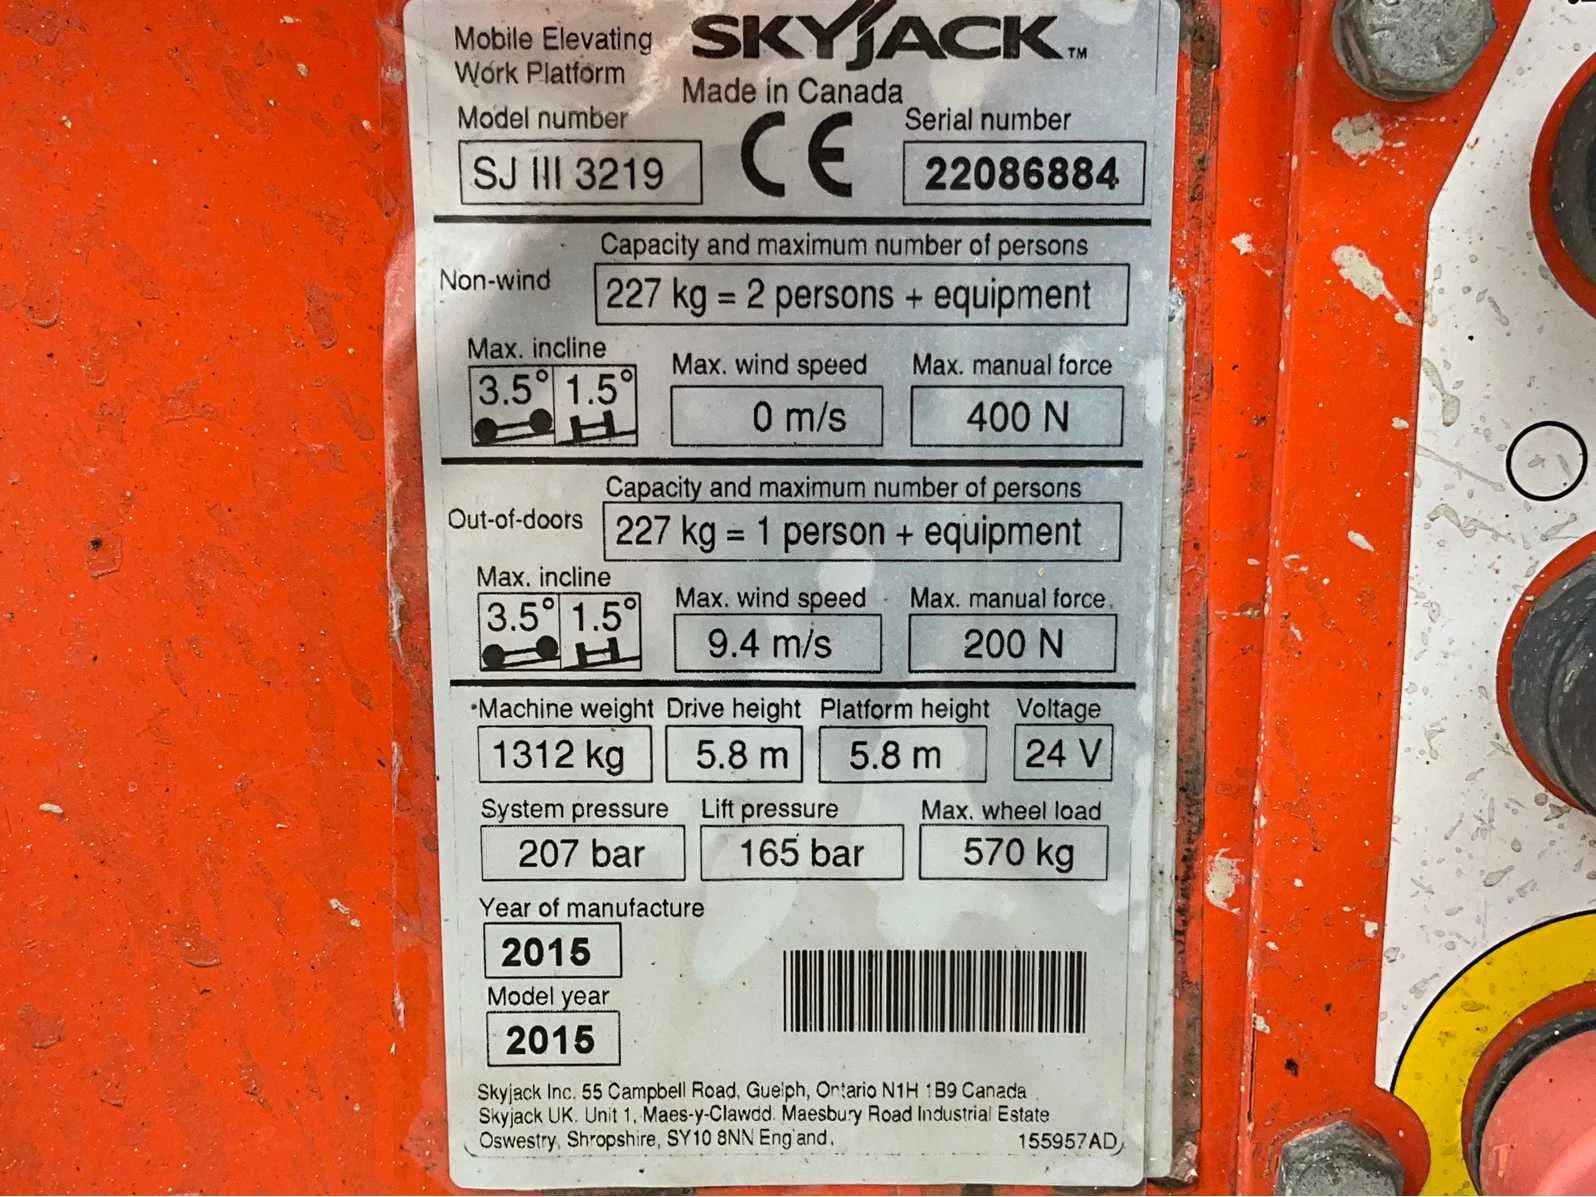 Mobile Elevating
Work Platform
SKYJACK™
Made in Canada
Model number
SJ III 3219
CE
Serial number
22086884
Capacity and maximum number of persons
Non-wind
227 kg = 2 persons + equipment
Max. incline
3.5° 1.5°
Max. wind speed
0 m/s
Max. manual force
400 N
Capacity and maximum number of persons
Out-of-doors
227 kg = 1 person + equipment
Max. incline
3.5° 1.5°
Max. wind speed
9.4 m/s
Max. manual force
200 N
Machine weight Drive height Platform height Voltage
1312 kg 5.8 m 5.8 m 24 V
System pressure Lift pressure Max. wheel load
207 bar 165 bar 570 kg
Year of manufacture
2015
Model year
2015
Skyjack Inc. 55 Campbell Road, Guelph, Ontario N1H 1B9 Canada
Skyjack UK. Unit 1, Maes-y-Clawdd. Maesbury Road Industrial Estate
Oswestry, Shropshire, SY10 8NN England.
155957AD